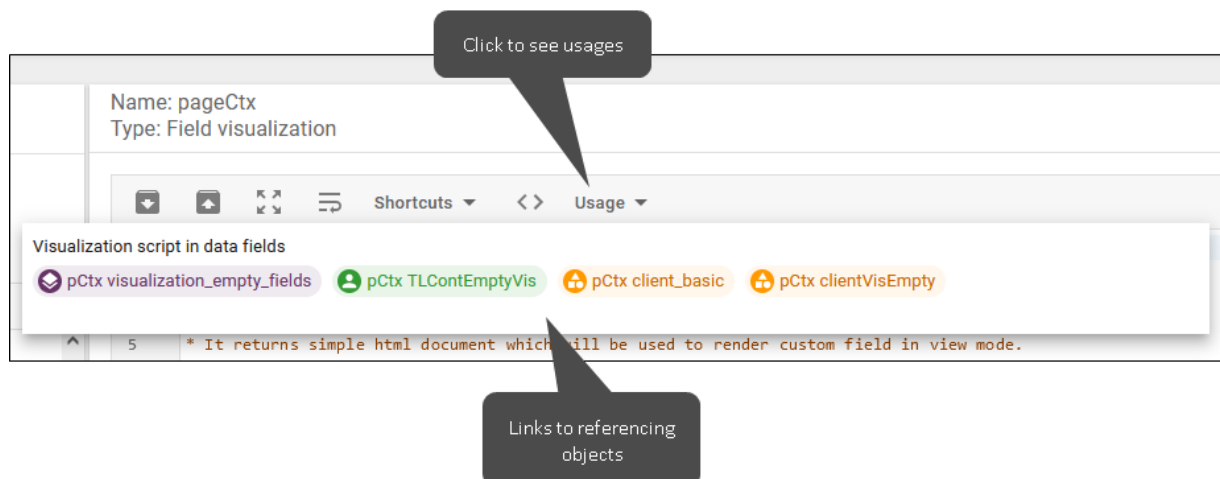 Click to see usages
Name: pageCtx
Type: Field visualization
Shortcuts
Usage
Visualization script in data fields
pCtx visualization_empty_fields pCtx TLContEmptyVis pCtx client_basic pCtx clientVisEmpty
5 * It returns simple html document which will be used to render custom field in view mode.
Links to referencing
objects